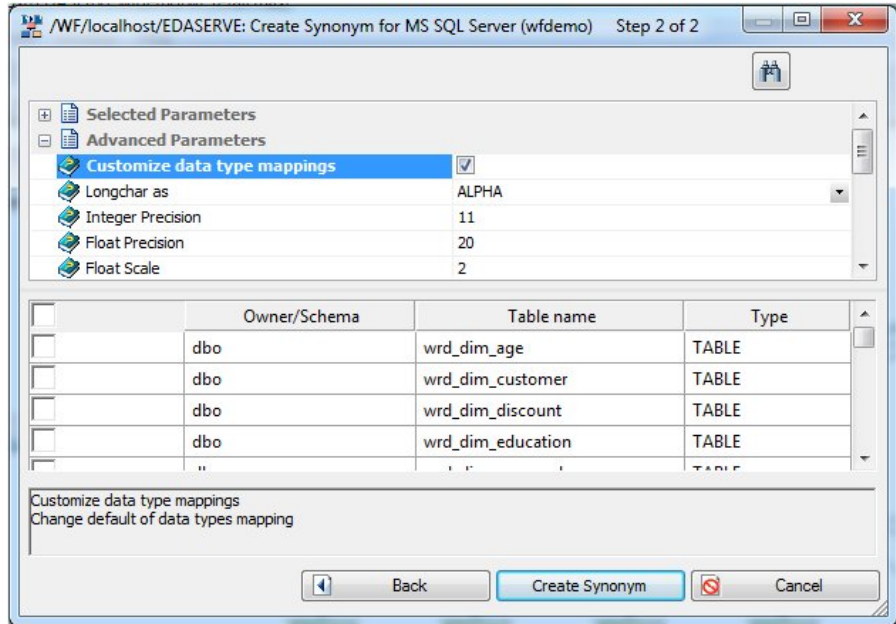 /WF/localhost/EDASERVE: Create Synonym for MS SQL Server (wfdemo) Step 2 of 2
Selected Parameters
Advanced Parameters
Customize data type mappings
Longchar as ALPHA
Integer Precision 11
Float Precision 20
Float Scale 2
Owner/Schema Table name Type
dbo wrd_dim_age TABLE
dbo wrd_dim_customer TABLE
dbo wrd_dim_discount TABLE
dbo wrd_dim_education TABLE
Customize data type mappings
Change default of data types mapping
Back Create Synonym Cancel